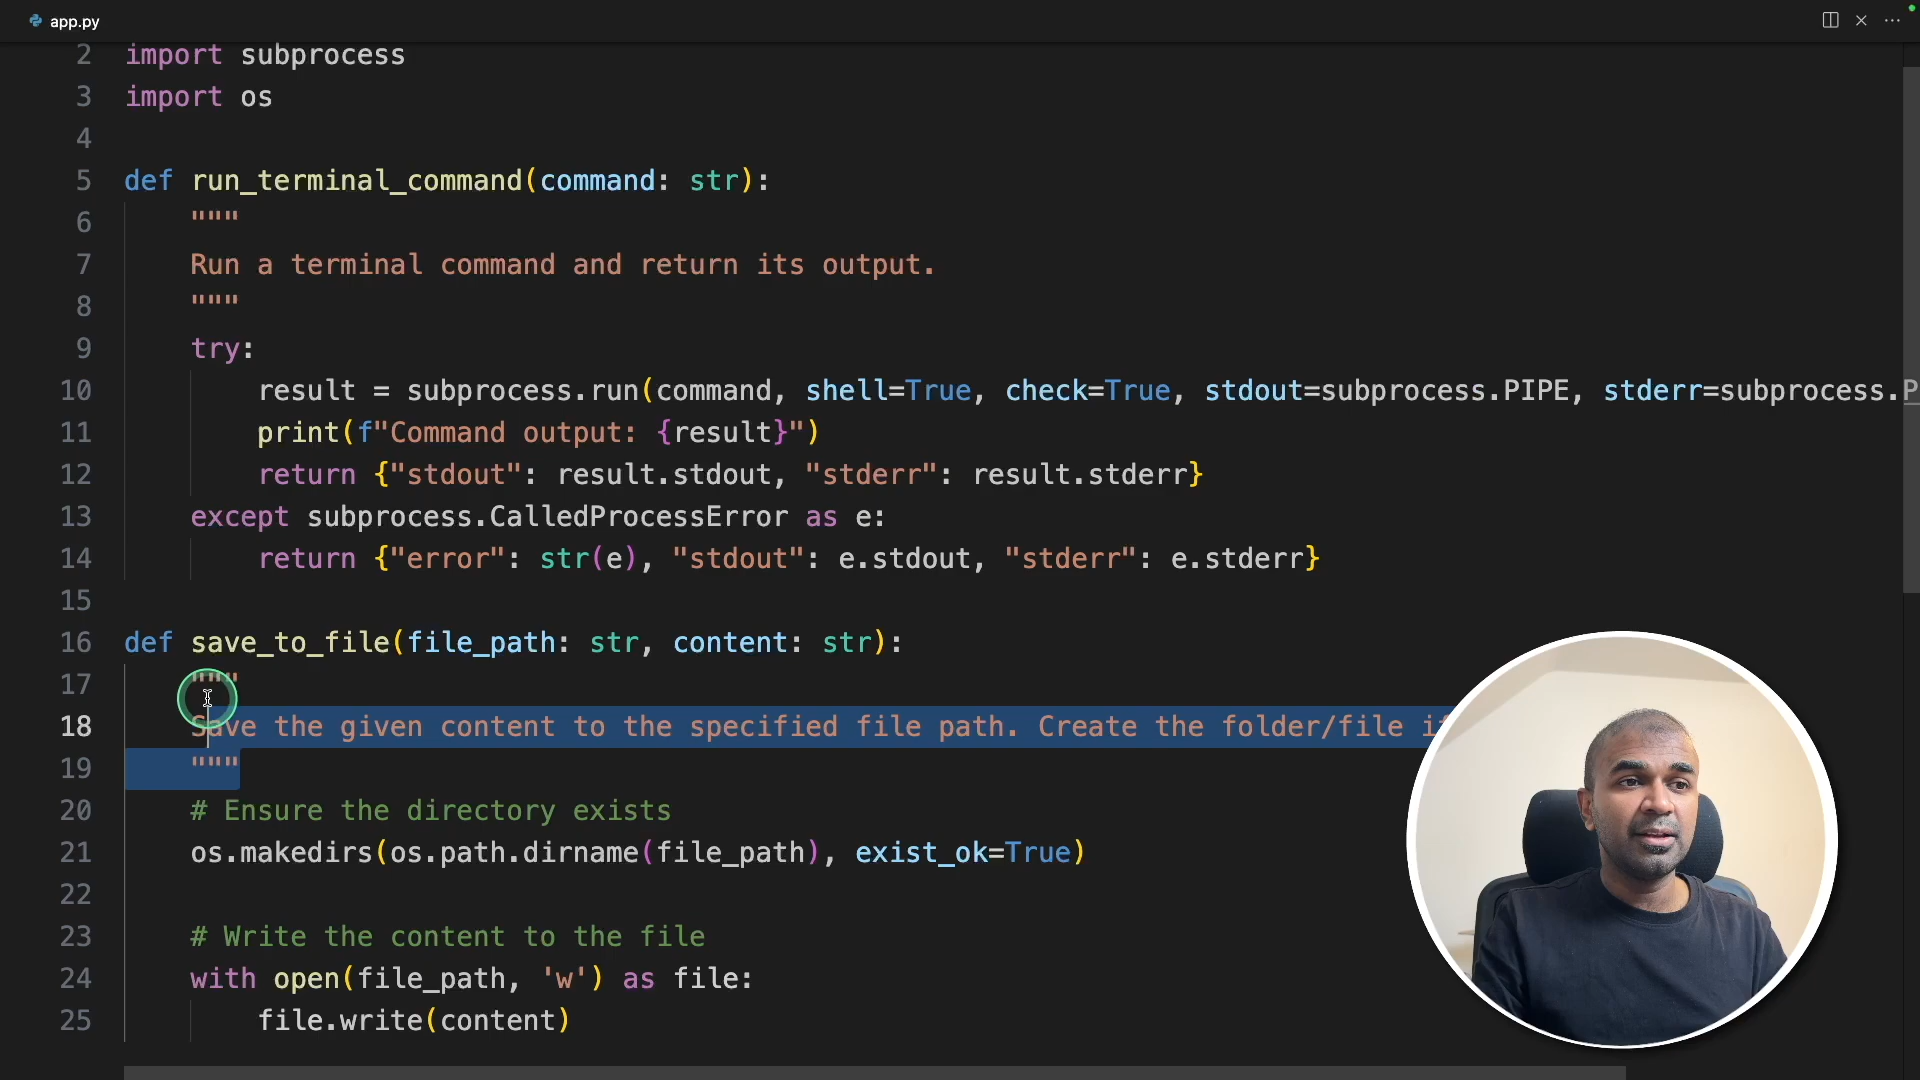 app.py
2 import subprocess
3 import os
4
5 def run_terminal_command(command: str):
6 """
7 Run a terminal command and return its output.
8 """
9 try:
10 result = subprocess.run(command, shell=True, check=True, stdout=subprocess.PIPE, stderr=subprocess.P
11 print(f"Command output: {result}")
12 return {"stdout": result.stdout, "stderr": result.stderr}
13 except subprocess.CalledProcessError as e:
14 return {"error": str(e), "stdout": e.stdout, "stderr": e.stderr}
15
16 def save_to_file(file_path: str, content: str):
17 """
18 Save the given content to the specified file path. Create the folder/file
19 """
20 # Ensure the directory exists
21 os.makedirs(os.path.dirname(file_path), exist_ok=True)
22
23 # Write the content to the file
24 with open(file_path, 'w') as file:
25 file.write(content)